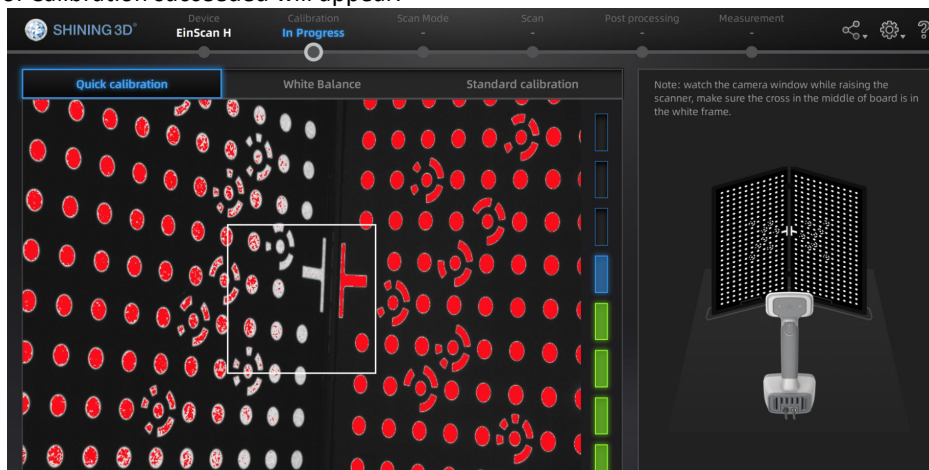 or calibration succeeded will appear.
SHINING 3D®
Device
EinScan H
Calibration
In Progress
Scan Mode
-
Scan
-
Post processing
-
Measurement
-
?
Quick calibration
White Balance
Standard calibration
Note: watch the camera window while raising the
scanner, make sure the cross in the middle of board is in
the white frame.